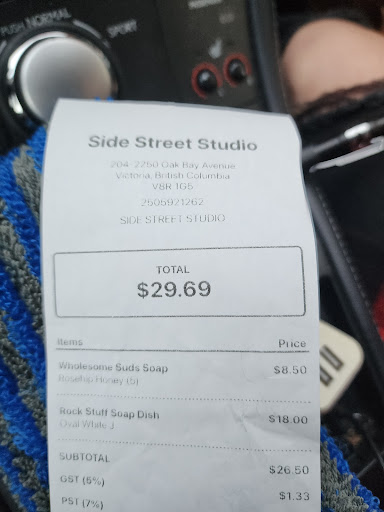 PUSH NORMAL SPORT
Side Street Studio
204-2250 Oak Bay Avenue
Victoria, British Columbia
V8R 1G5
2505921262
SIDE STREET STUDIO
TOTAL
$29.69
Items Price
Wholesome Suds Soap $8.50
Rosehip Honey (5)
Rock Stuff Soap Dish $18.00
Oval White J
SUBTOTAL $26.50
GST (5%) $1.33
PST (7%)